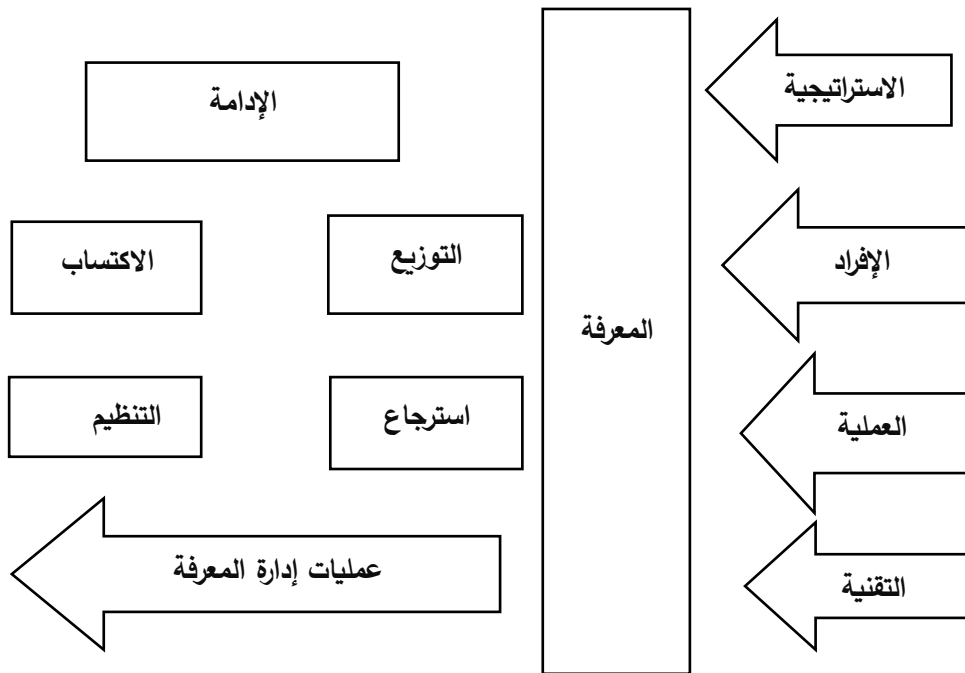 الاستراتيجية
الإفراد
العملية
التقنية
المعرفة
الإدامة
التوزيع
الاكتساب
استرجاع
التنظيم
عمليات إدارة المعرفة